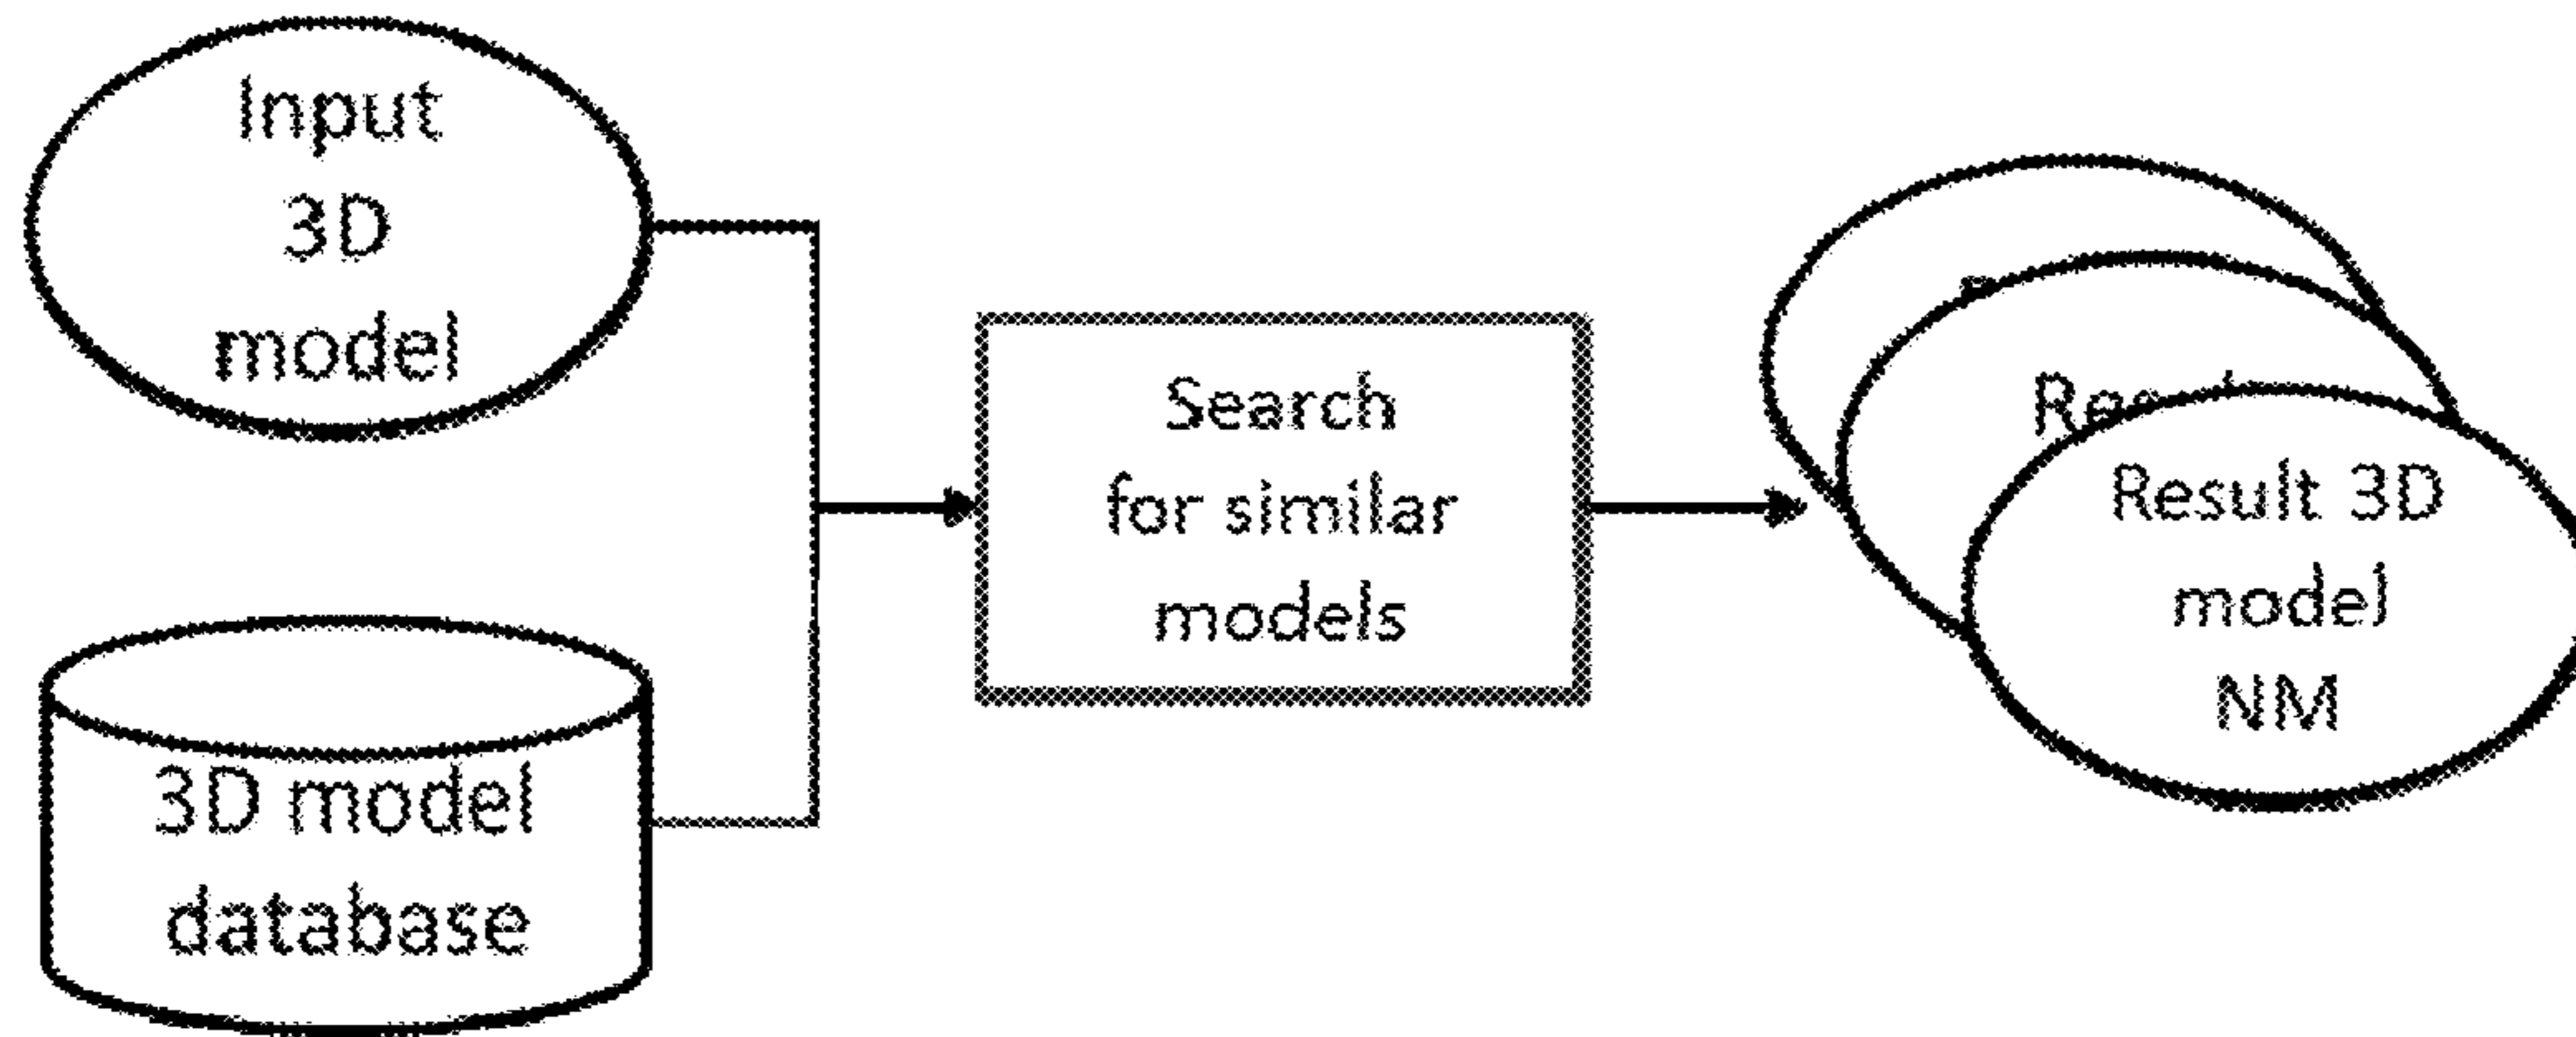 Input
3D
model
3D model
database
Search
for similar
models
Result 3D
model
NM